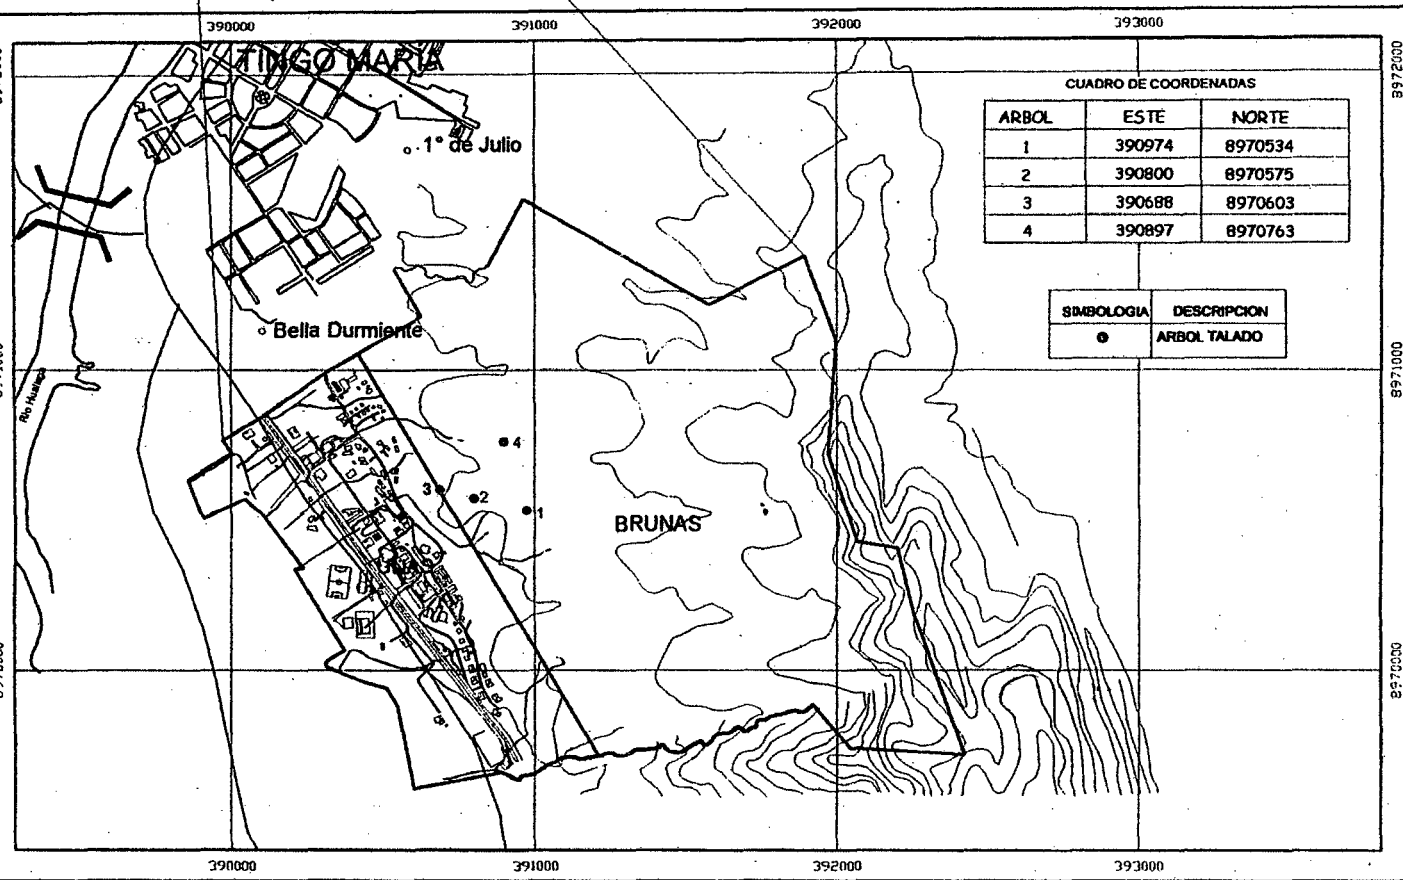 390000 391000 392000 393000
TINGO MARIA
8972000
1° de Julio
CUADRO DE COORDENADAS
ARBOL ESTE NORTE
1 390974 8970534
2 390800 8970575
3 390688 8970603
4 390897 8970763
SIMBOLOGIA DESCRIPCION
ARBOL TALADO
Bella Durmiente
8971000
Rio Huallaga
4
3
2
1
BRUNAS
8970000
390000 391000 392000 393000